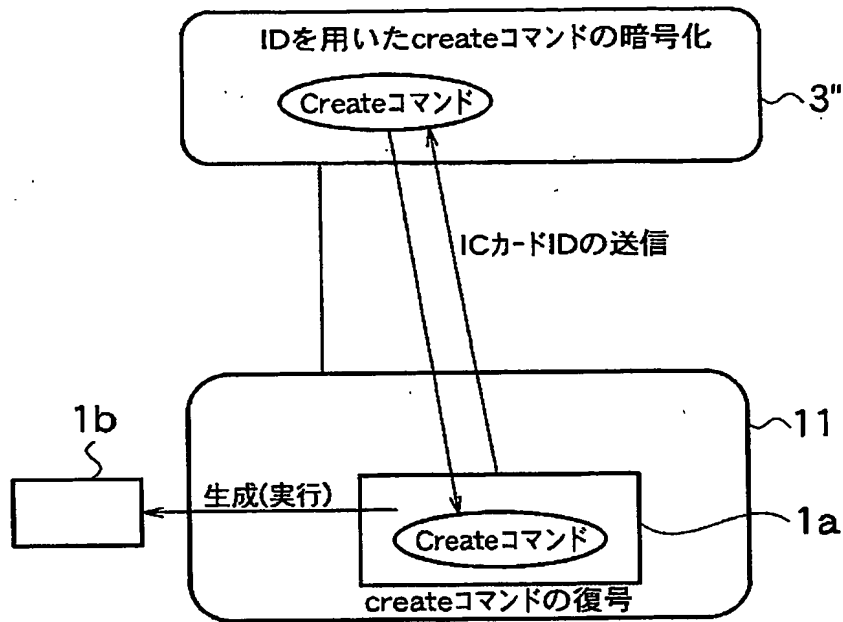 IDを用いたcreateコマンドの暗号化
Createコマンド
3"
ICカードIDの送信
1b
11
生成(実行)
1a
Createコマンド
createコマンドの復号